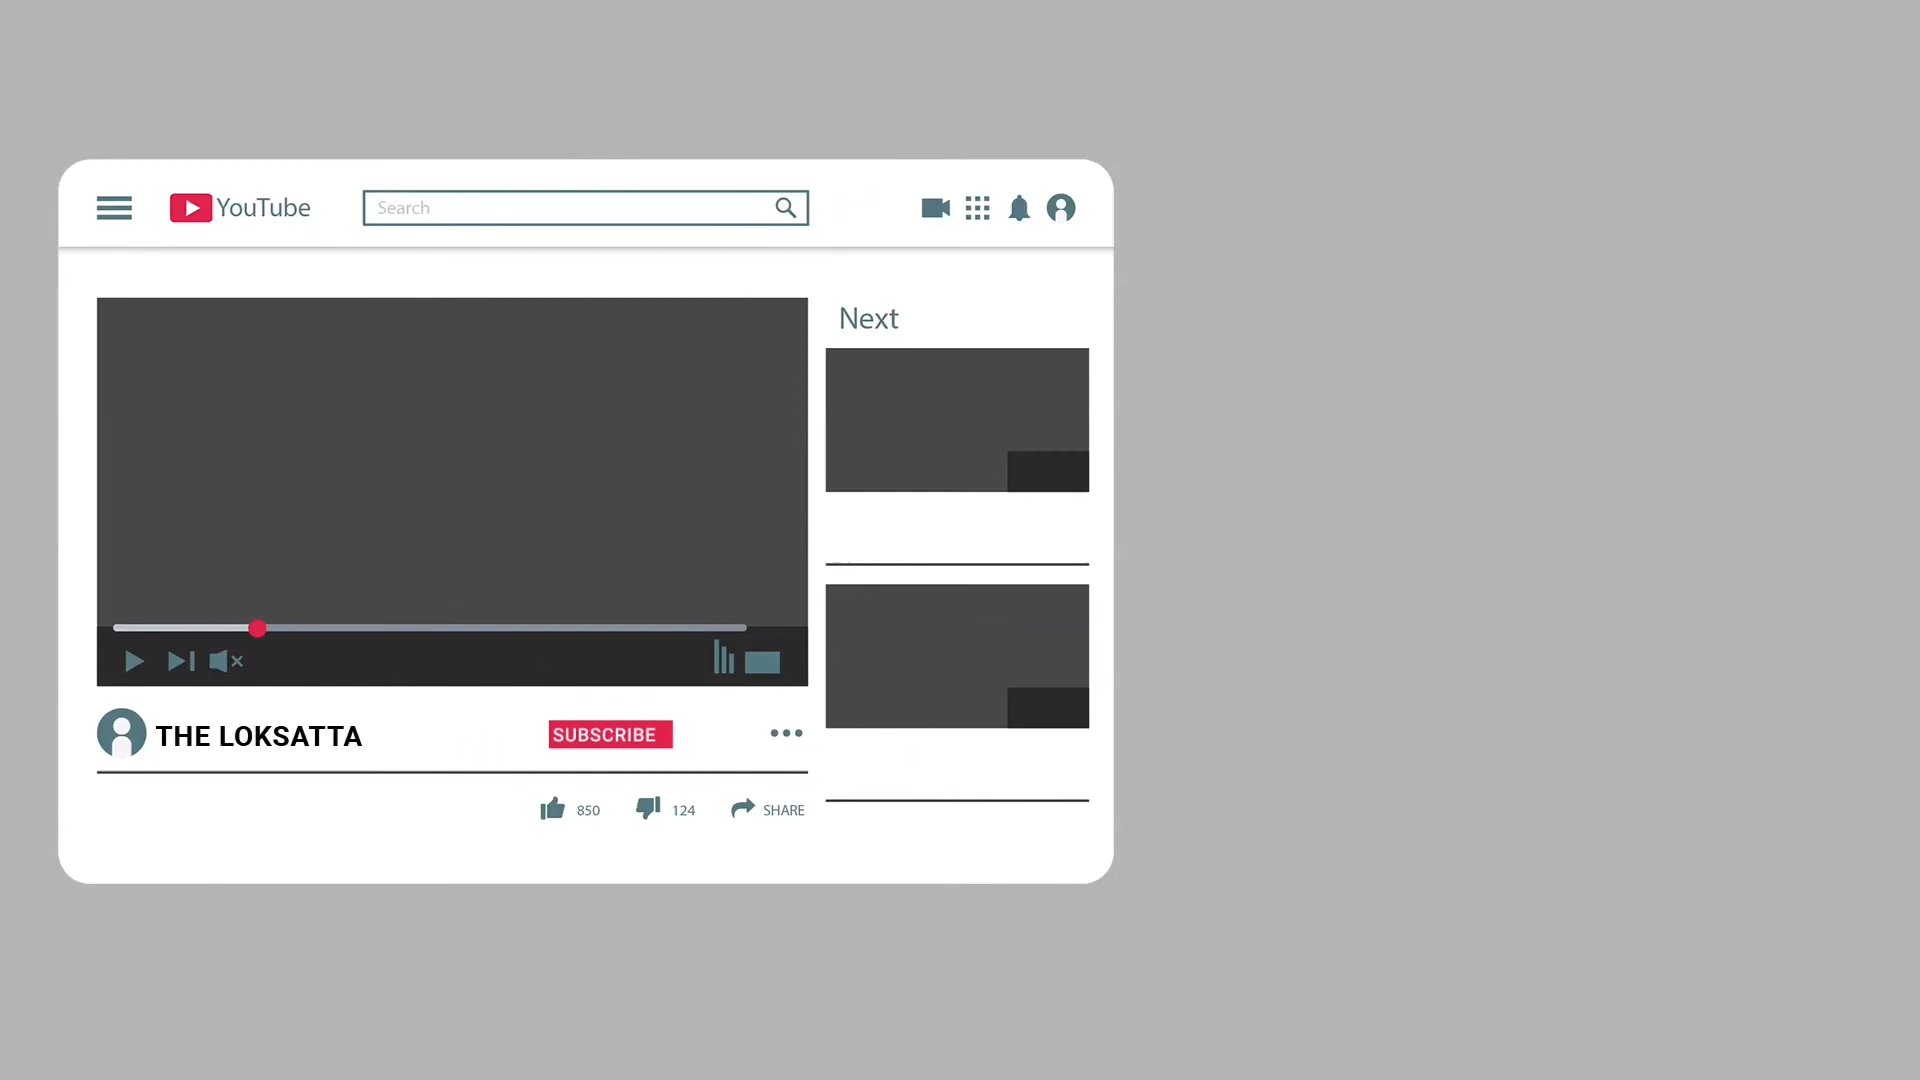 YouTube
Search
Next
THE LOKSATTA
SUBSCRIBE
850
124
SHARE